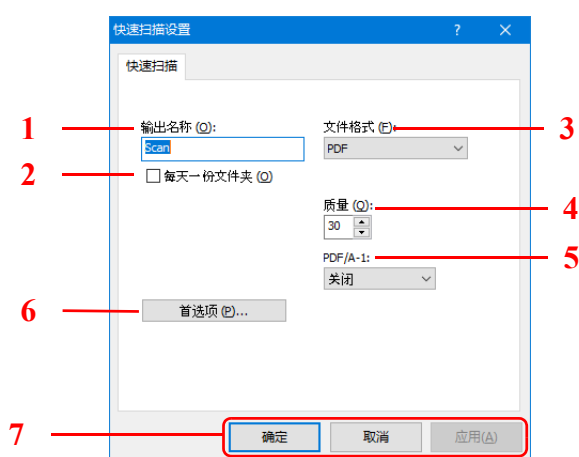 快速扫描设置 ? ×
快速扫描
1 输出名称 (O): 文件格式 (F): 3
Scan PDF
2 每天一份文件夹 (O)
质量 (Q): 4
30
PDF/A-1: 5
关闭
6 首选项 (P)...
7 确定 取消 应用(A)